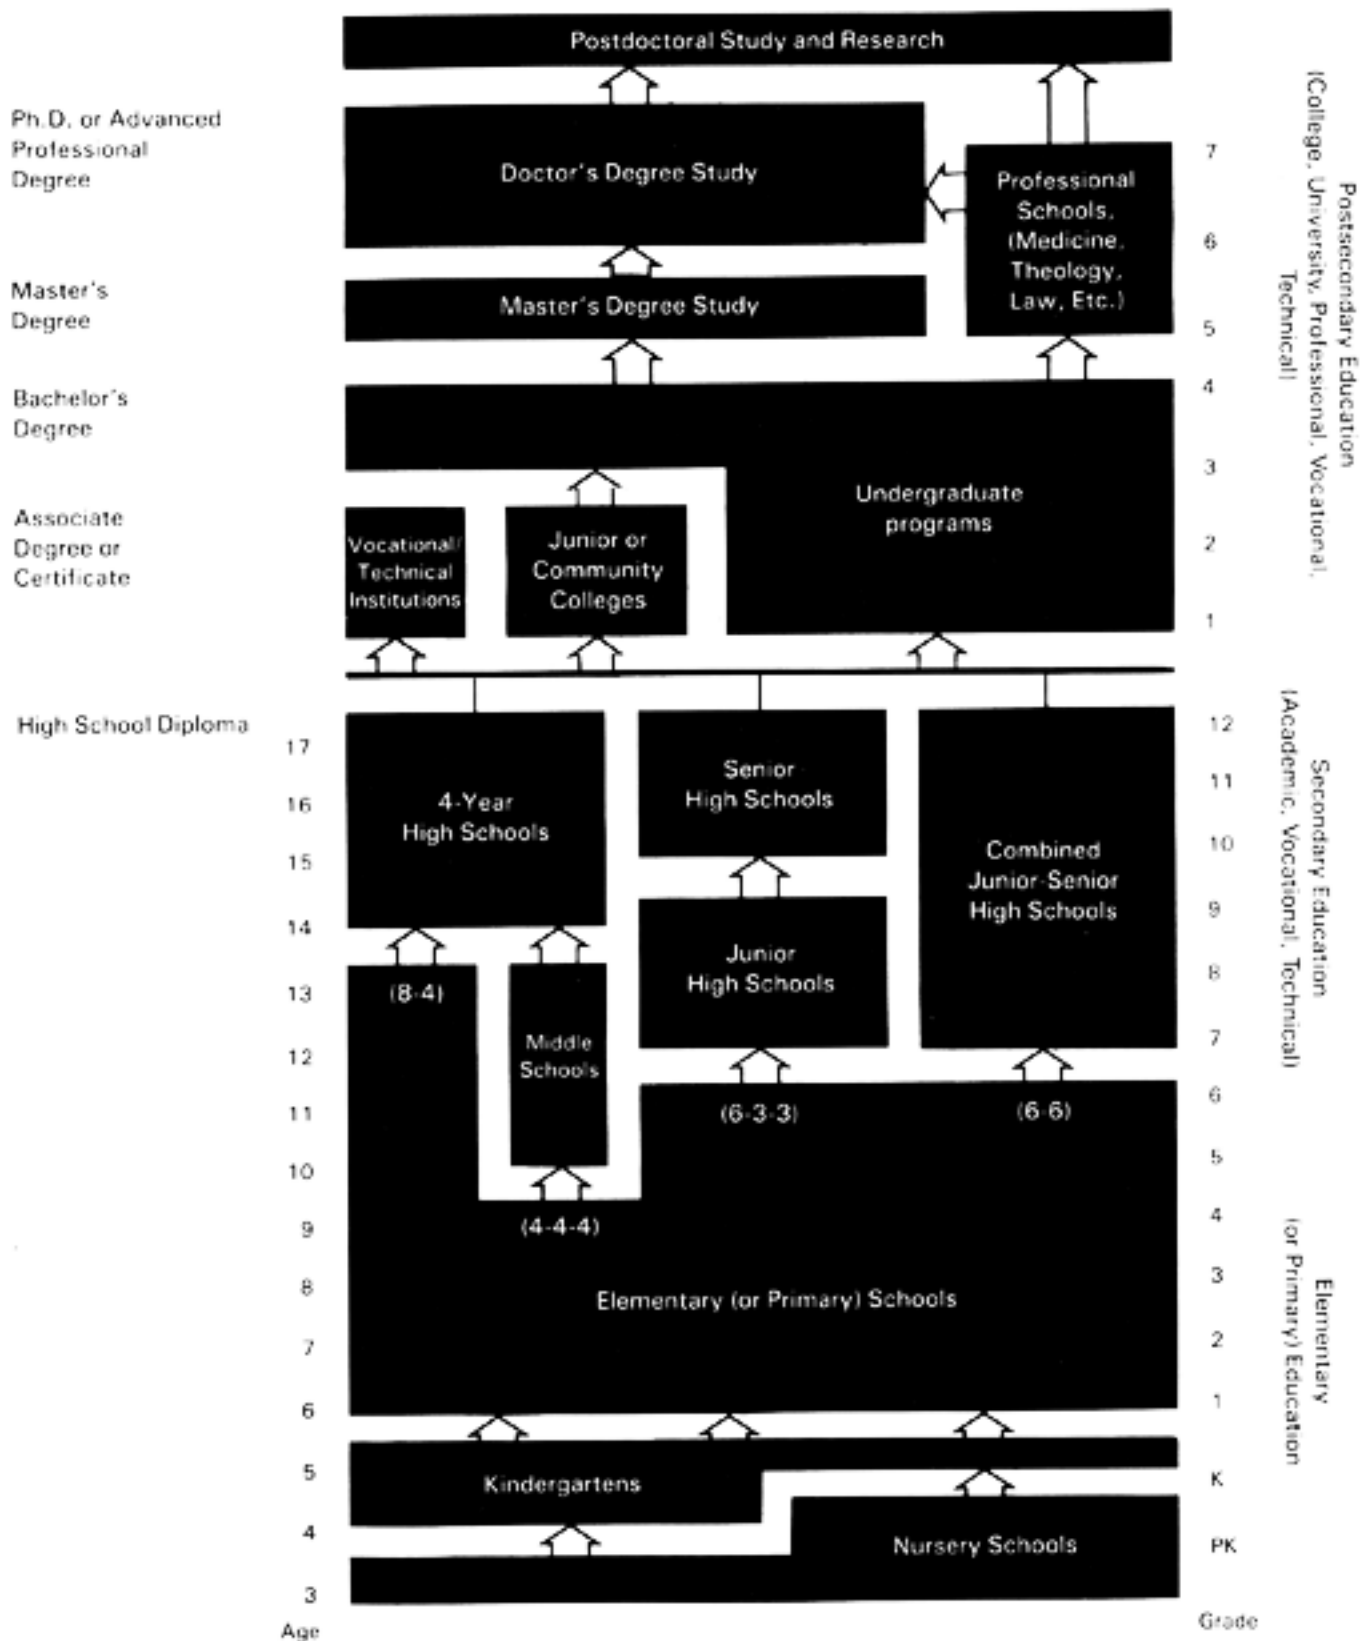 Postdoctoral Study and Research
Ph.D. or Advanced
Professional
Degree
Doctor's Degree Study
Professional
Schools.
(Medicine,
Theology,
Law, Etc.)
7
6
5
Master's
Degree
Master's Degree Study
Bachelor's
Degree
4
3
Undergraduate
programs
Associate
Degree or
Certificate
Vocational/
Technical
Institutions
Junior or
Community
Colleges
2
1
Postsecondary Education
(College, University, Professional, Vocational,
Technical)
High School Diploma
17
16
15
14
13
12
11
10
9
8
7
6
5
4
3
Age
4-Year
High Schools
Senior
High Schools
Combined
Junior-Senior
High Schools
Junior
High Schools
(8-4)
Middle
Schools
(6-3-3)
(6-6)
(4-4-4)
Elementary (or Primary) Schools
Kindergartens
Nursery Schools
12
11
10
9
8
7
6
5
4
3
2
1
K
PK
Grade
Secondary Education
(Academic, Vocational, Technical)
Elementary
(or Primary) Education